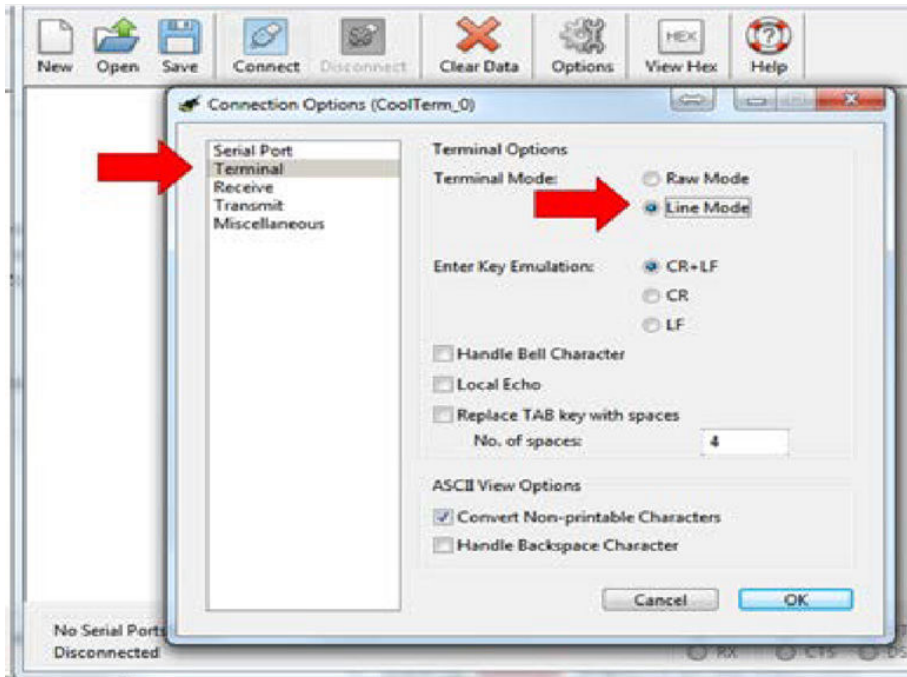 New Open Save Connect Disconnect Clear Data Options View Hex Help
HEX
Connection Options (CoolTerm_0)
Serial Port
Terminal
Receive
Transmit
Miscellaneous
Terminal Options
Terminal Mode:
Raw Mode
Line Mode
Enter Key Emulation:
CR+LF
CR
LF
Handle Bell Character
Local Echo
Replace TAB key with spaces
No. of spaces: 4
ASCII View Options
Convert Non-printable Characters
Handle Backspace Character
Cancel OK
No Serial Ports
Disconnected
RX CTS